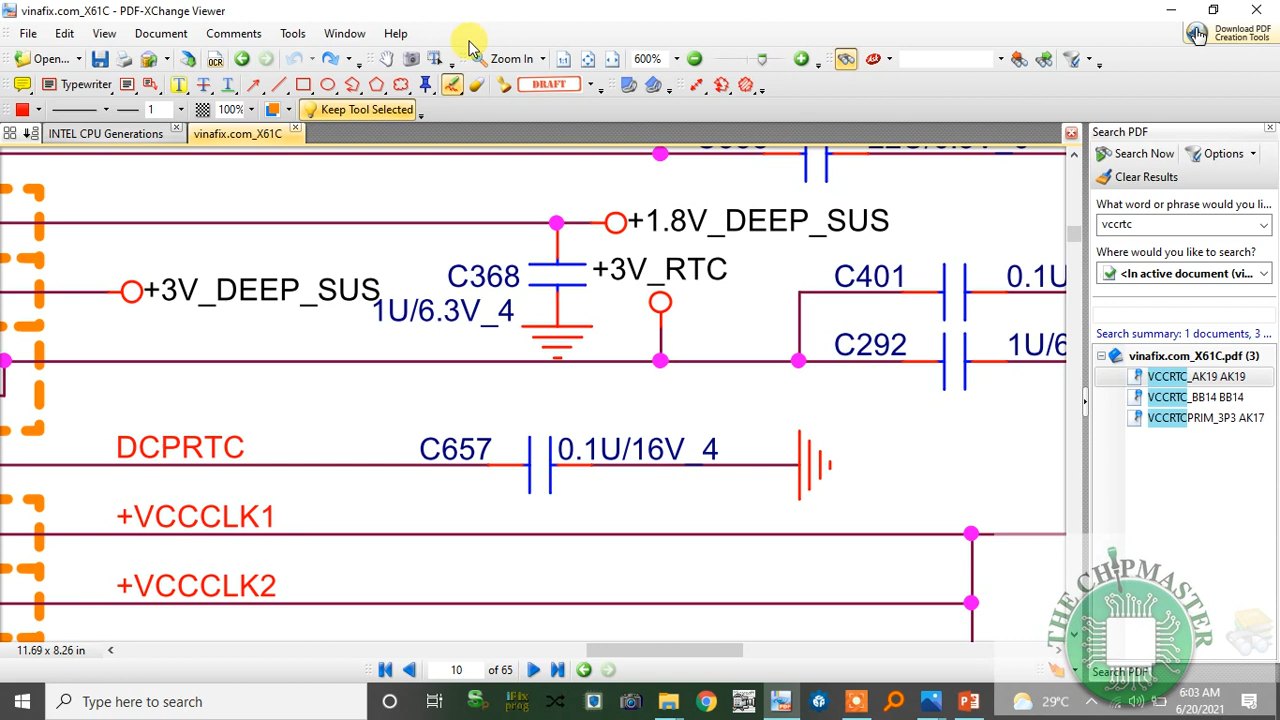 vinafix.com_X61C - PDF-XChange Viewer
File Edit View Document Comments Tools Window Help
Download PDF
Creation Tools
Open... OCR Zoom In 1:1 600%
Typewriter DRAFT
1 100% Keep Tool Selected
INTEL CPU Generations vinafix.com_X61C
Search PDF
Search Now Options
Clear Results
What word or phrase would you li...
vccrtc
Where would you like to search?
<In active document (vi...
Search summary: 1 documents, 3 ...
vinafix.com_X61C.pdf (3)
VCCRTC_AK19 AK19
VCCRTC_BB14 BB14
VCCRTCPRIM_3P3 AK17
+1.8V_DEEP_SUS
C368
1U/6.3V_4
+3V_RTC
+3V_DEEP_SUS
C401 0.1U
C292 1U/6
DCPRTC
C657 0.1U/16V_4
+VCCCLK1
+VCCCLK2
THE CHIPMASTER
Search PDF
11.69 x 8.26 in
10 of 65
Type here to search
29°C
6:03 AM
6/20/2021